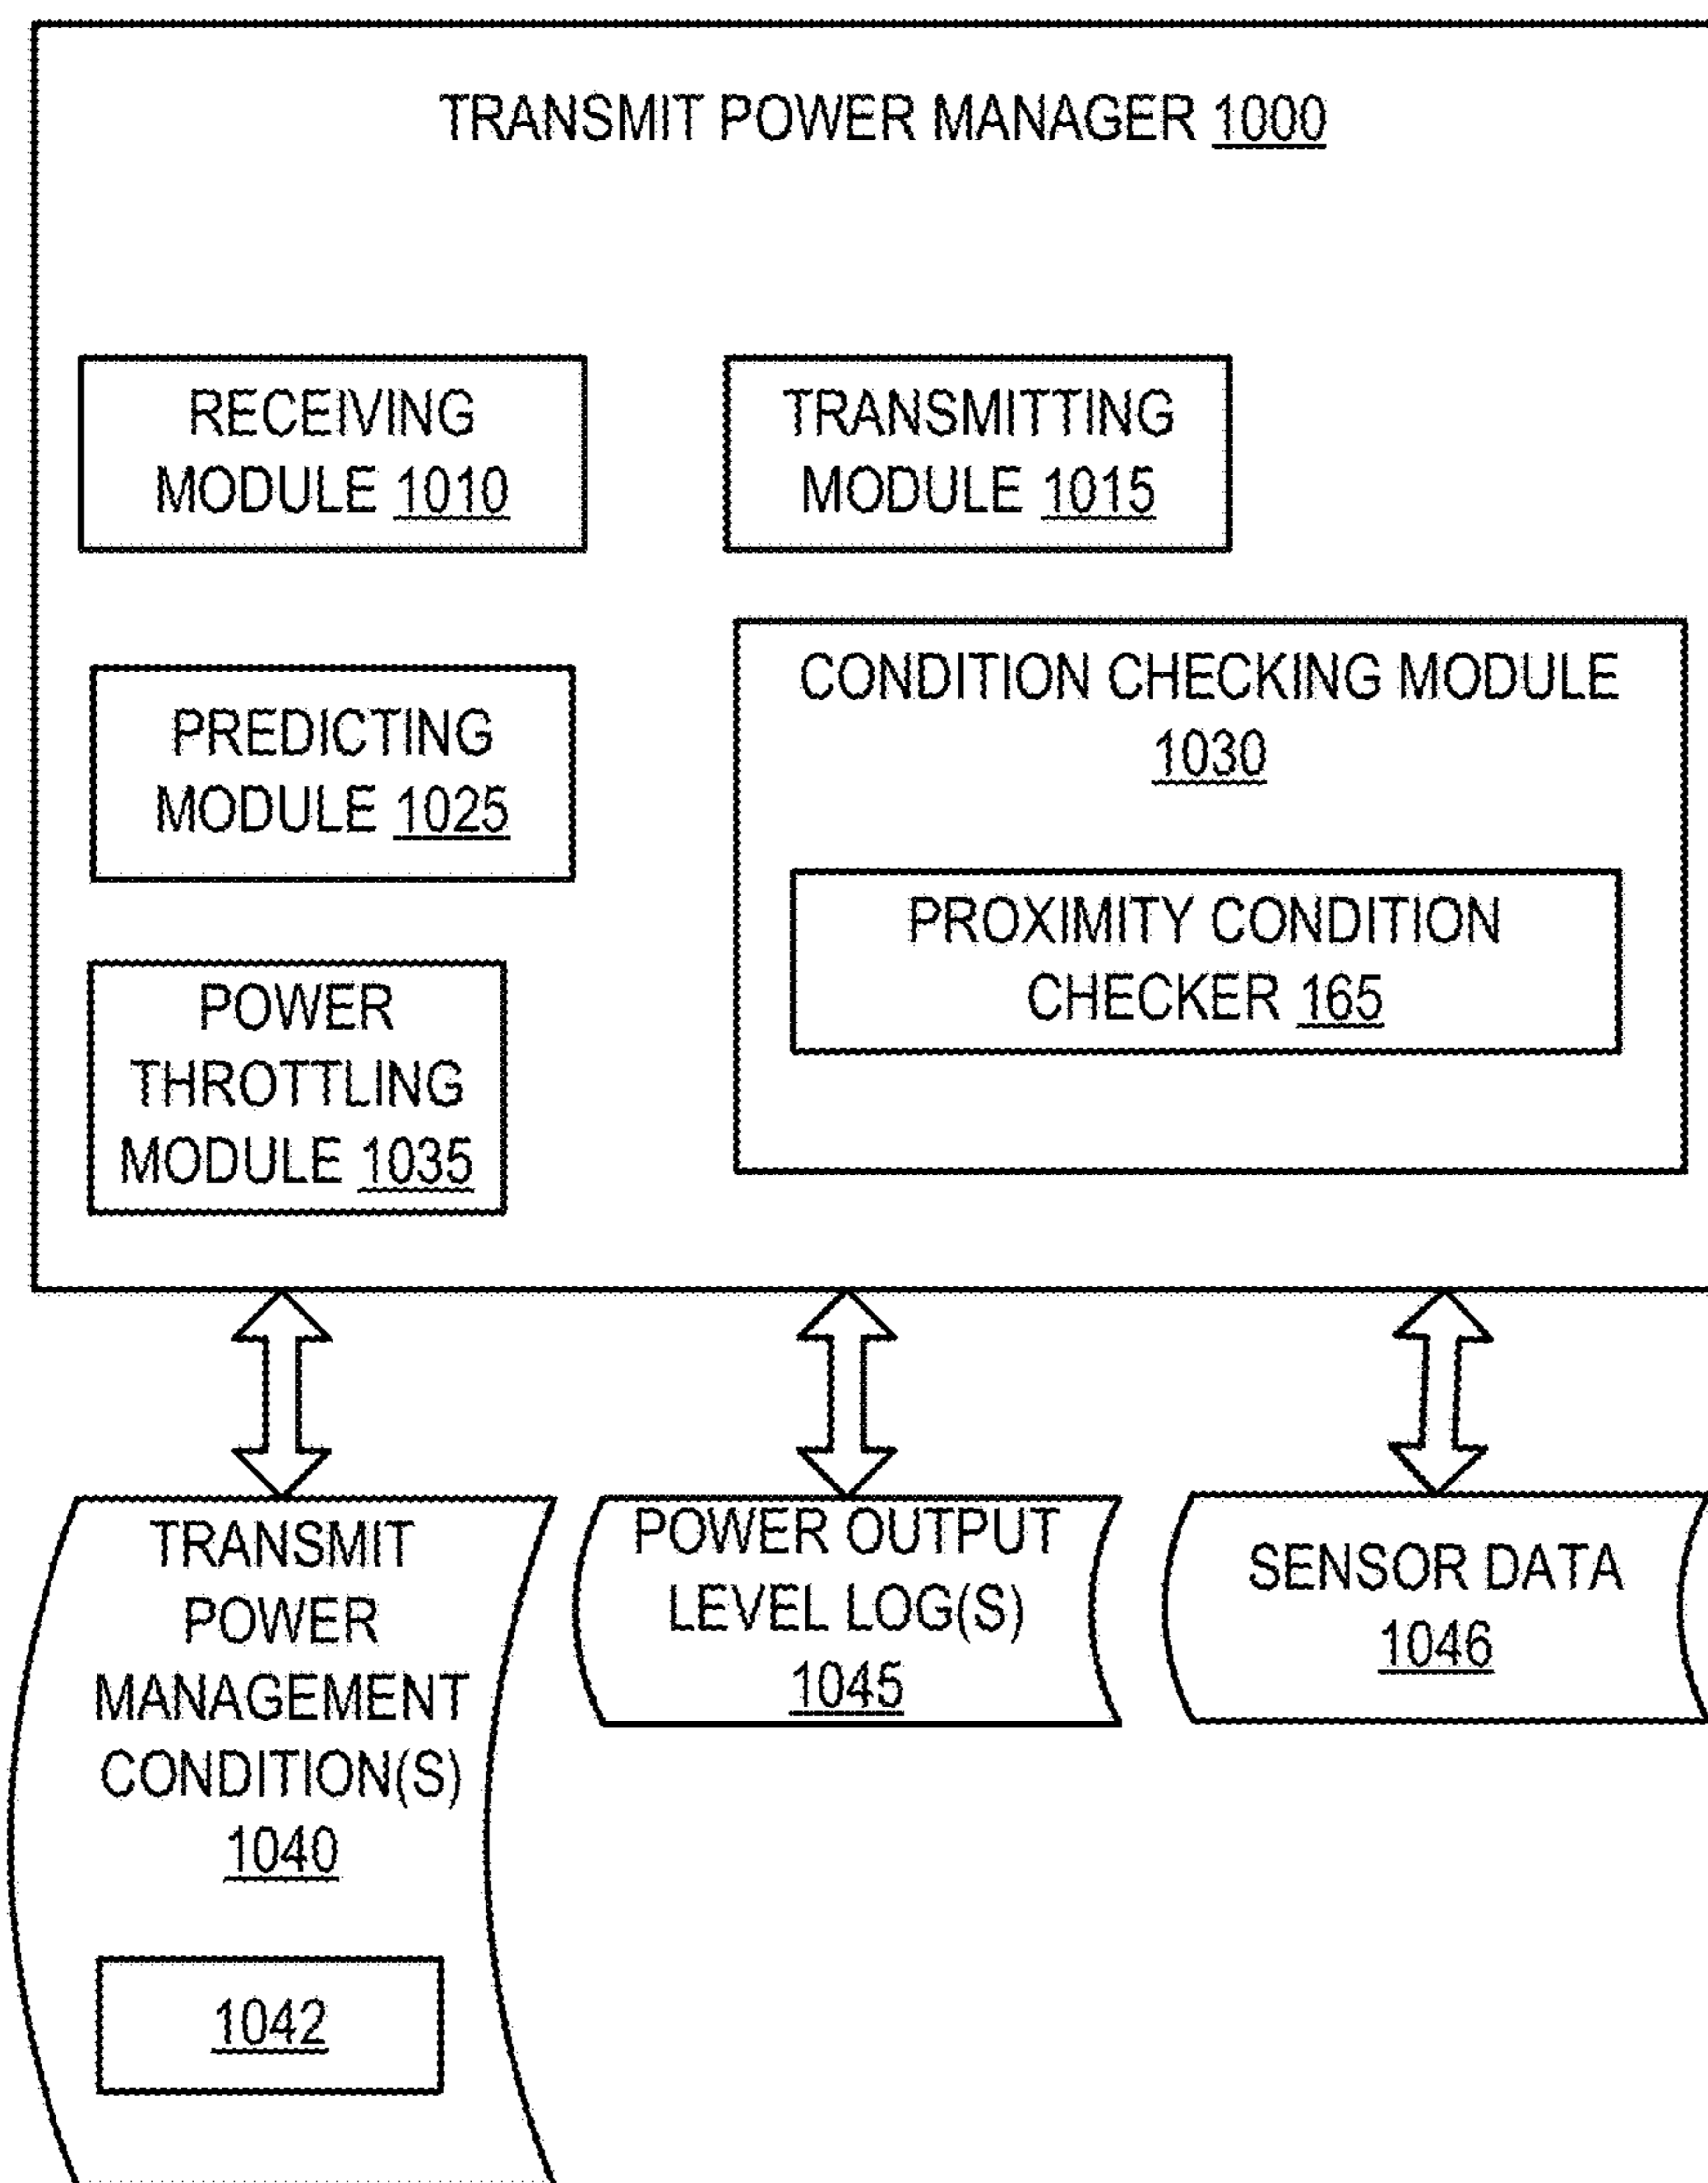 TRANSMIT POWER MANAGER 1000
RECEIVING
MODULE 1010
TRANSMITTING
MODULE 1015
PREDICTING
MODULE 1025
CONDITION CHECKING MODULE
1030
PROXIMITY CONDITION
CHECKER 165
POWER
THROTTLING
MODULE 1035
TRANSMIT
POWER
MANAGEMENT
CONDITION(S)
1040
1042
POWER OUTPUT
LEVEL LOG(S)
1045
SENSOR DATA
1046